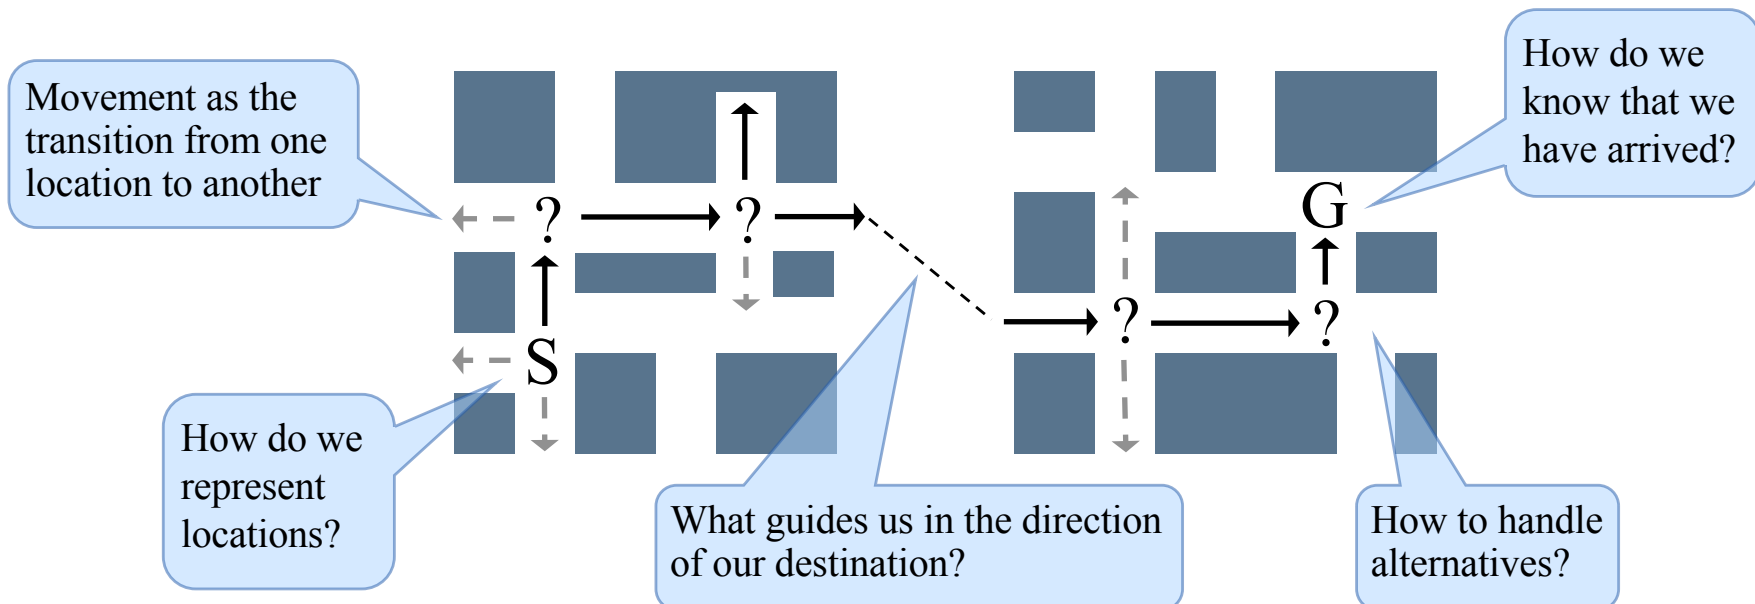 Movement as the
transition from one
location to another
How do we
know that we
have arrived?
? ? G
S ? ?
How do we
represent
locations?
What guides us in the direction
of our destination?
How to handle
alternatives?